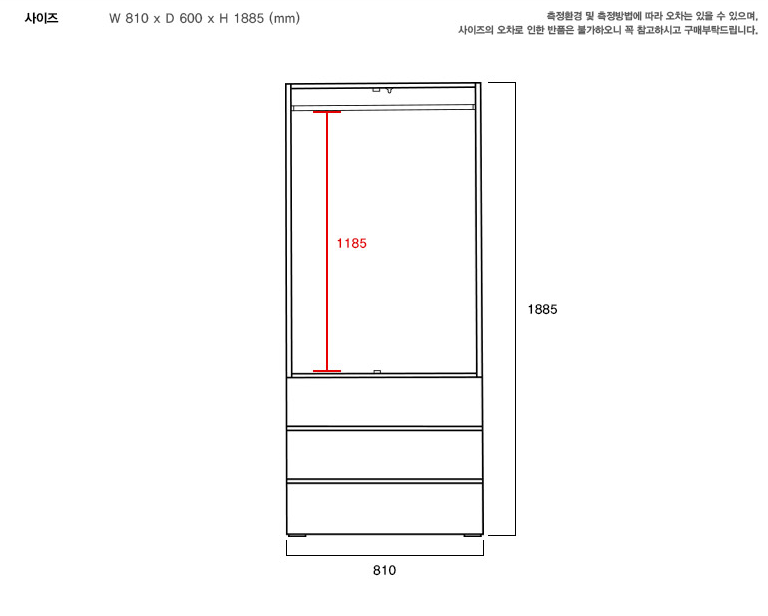 사이즈 W 810 x D 600 x H 1885 (mm)
측정환경 및 측정방법에 따라 오차는 있을 수 있으며,
사이즈의 오차로 인한 반품은 불가하오니 꼭 참고하시고 구매부탁드립니다.
1185
1885
810